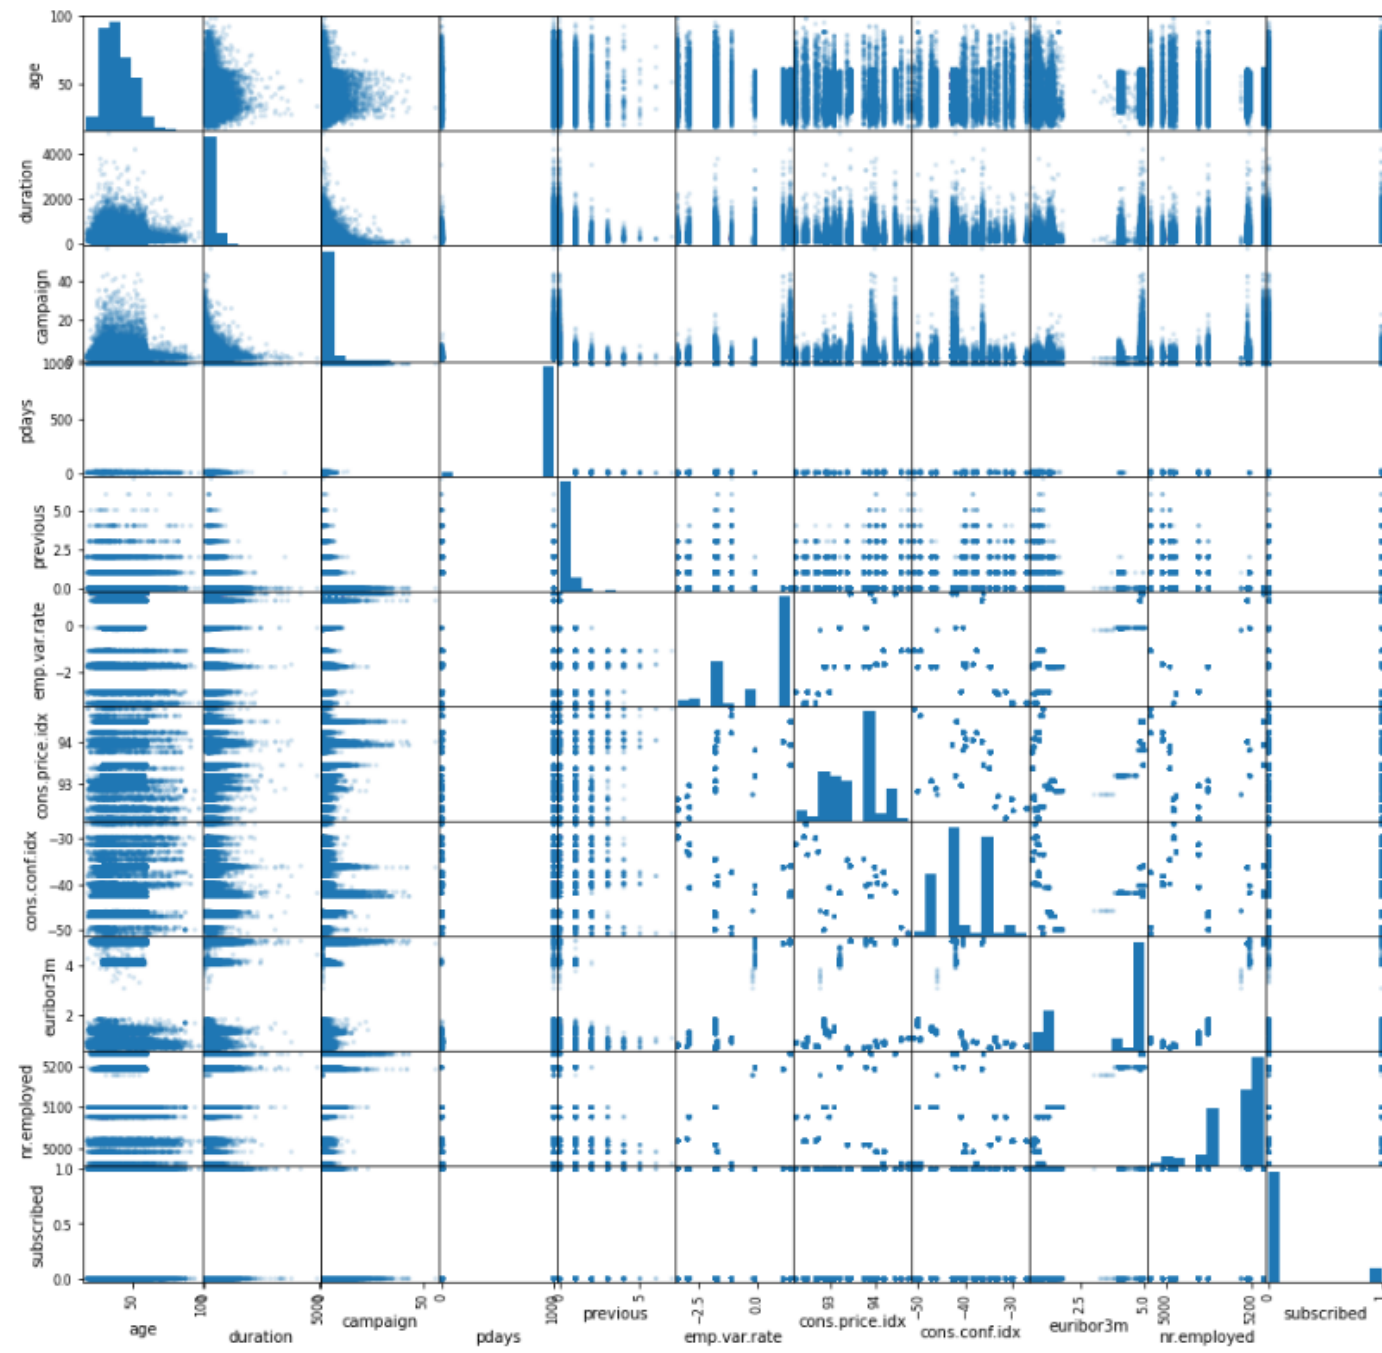 100
50
age
4000
2000
0
duration
40
20
0
campaign
1000
500
0
pdays
5.0
2.5
0.0
previous
0
−2
emp.var.rate
94
93
cons.price.idx
−30
−40
−50
cons.conf.idx
4
2
euribor3m
5200
5100
5000
nr.employed
1.0
0.5
0.0
subscribed
50 100 5000 50 0 1000 0 5 −2.5 0.0 93 94 −50 −40 −30 2.5 5.0 5000 5200 0 1
age duration campaign pdays previous emp.var.rate cons.price.idx cons.conf.idx euribor3m nr.employed subscribed